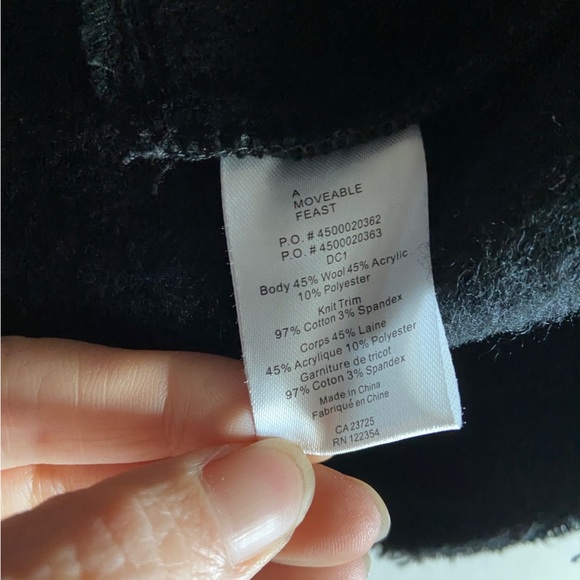 A
MOVEABLE
FEAST
P.O. # 4500020362
P.O. # 4500020363
DC1
Body 45% Wool 45% Acrylic
10% Polyester
Knit Trim
97% Cotton 3% Spandex
Corps 45% Laine
45% Acrylique 10% Polyester
Garniture de tricot
97% Coton 3% Spandex
Made in China
Fabriqué en Chine
CA 23725
RN 122354